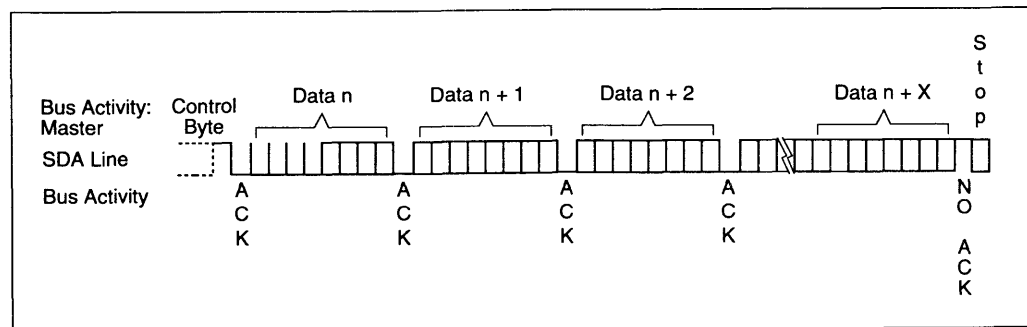 S
t
o
p
Bus Activity:
Master
Control
Byte
Data n
Data n + 1
Data n + 2
Data n + X
SDA Line
Bus Activity
A
C
K
A
C
K
A
C
K
A
C
K
N
O
A
C
K